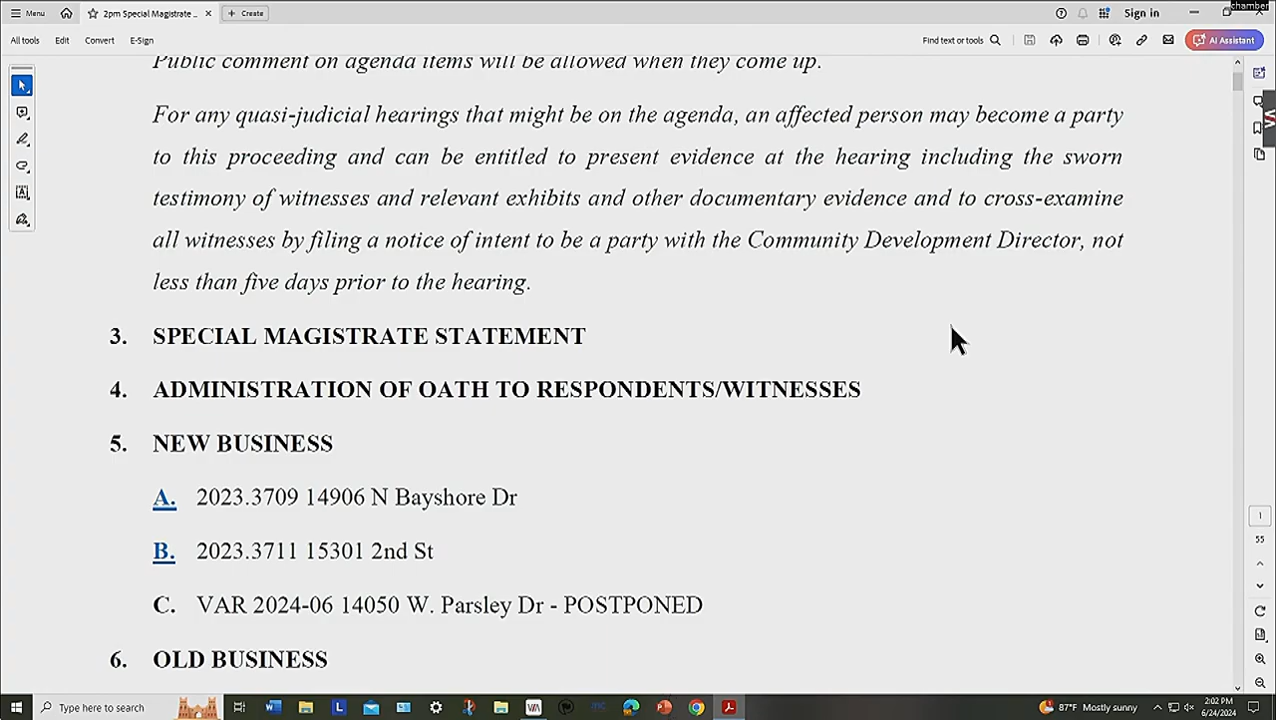 chamber
Menu
2pm Special Magistrate ...
Create
Sign in
All tools
Edit
Convert
E-Sign
Find text or tools
AI Assistant
Public comment on agenda items will be allowed when they come up.
For any quasi-judicial hearings that might be on the agenda, an affected person may become a party
to this proceeding and can be entitled to present evidence at the hearing including the sworn
testimony of witnesses and relevant exhibits and other documentary evidence and to cross-examine
all witnesses by filing a notice of intent to be a party with the Community Development Director, not
less than five days prior to the hearing.
3. SPECIAL MAGISTRATE STATEMENT
4. ADMINISTRATION OF OATH TO RESPONDENTS/WITNESSES
5. NEW BUSINESS
A. 2023.3709 14906 N Bayshore Dr
B. 2023.3711 15301 2nd St
C. VAR 2024-06 14050 W. Parsley Dr - POSTPONED
6. OLD BUSINESS
1
55
Type here to search
87°F Mostly sunny
2:02 PM
6/24/2024